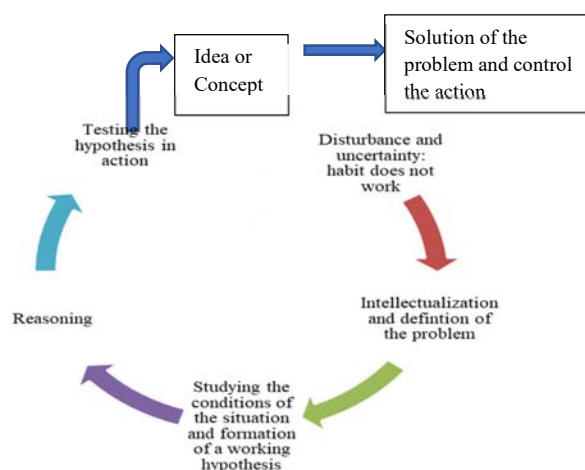 Idea or
Concept
Solution of the
problem and control
the action
Testing the
hypothesis in
action
Disturbance and
uncertainty:
habit does not
work
Intellectualization
and defintion of
the problem
Studying the
conditions of
the situation
and formation
of a working
hypothesis
Reasoning